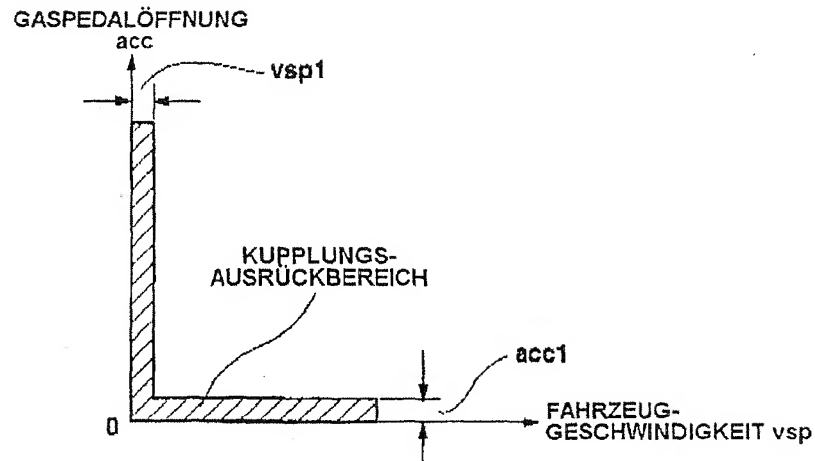 GASPEDALÖFFNUNG
acc
vsp1
KUPPLUNGS-
AUSRÜCKBEREICH
acc1
0
FAHRZEUG-
GESCHWINDIGKEIT vsp